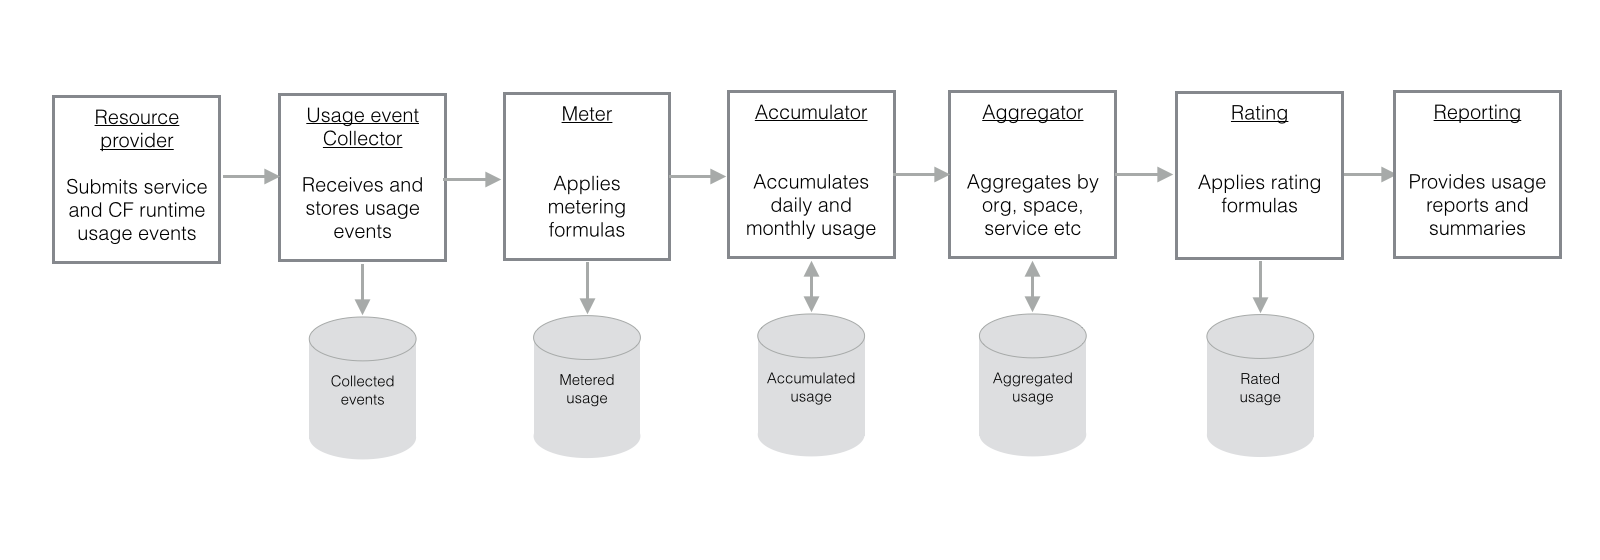 Resource
provider
Submits service
and CF runtime
usage events
Usage event
Collector
Receives and
stores usage
events
Meter
Applies
metering
formulas
Accumulator
Accumulates
daily and
monthly usage
Aggregator
Aggregates by
org, space,
service etc
Rating
Applies rating
formulas
Reporting
Provides usage
reports and
summaries
Collected
events
Metered
usage
Accumulated
usage
Aggregated
usage
Rated
usage